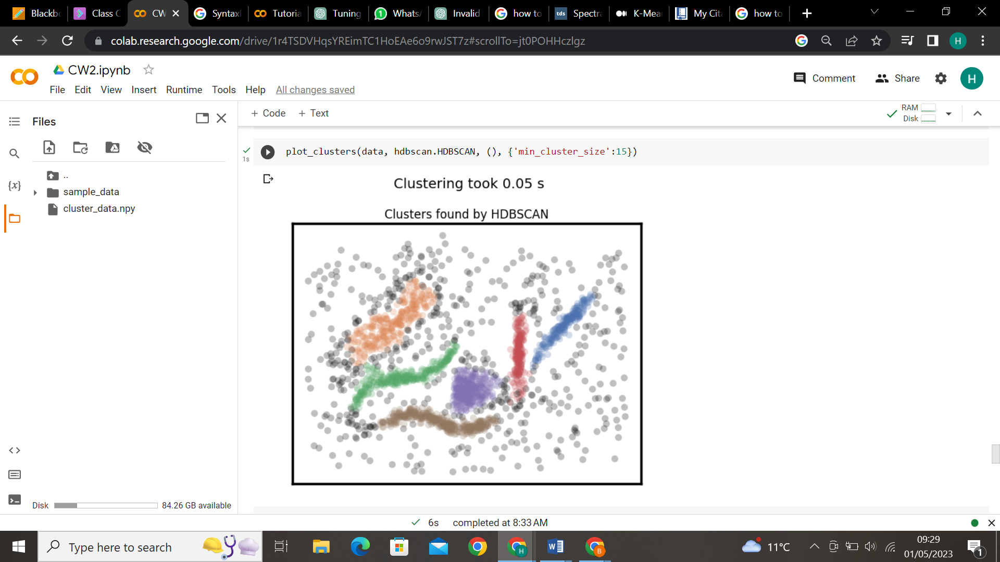 Blackb
Class C
CW
Syntax
Tutoria
Tuning
Whats
Invalid
how to
tds
Spectra
K-Mea
My Cita
how to
colab.research.google.com/drive/1r4TSDVHqsYREimTC1HoEAe6o9rwJST7z#scrollTo=jt0POHHczlgz
H
CW2.ipynb
File Edit View Insert Runtime Tools Help All changes saved
Comment
Share
H
Files
+ Code + Text
RAM
Disk
..
sample_data
cluster_data.npy
{x}
1s
plot_clusters(data, hdbscan.HDBSCAN, (), {'min_cluster_size':15})
Clustering took 0.05 s
Clusters found by HDBSCAN
Disk
84.26 GB available
6s completed at 8:33 AM
Type here to search
11°C
09:29
01/05/2023
1